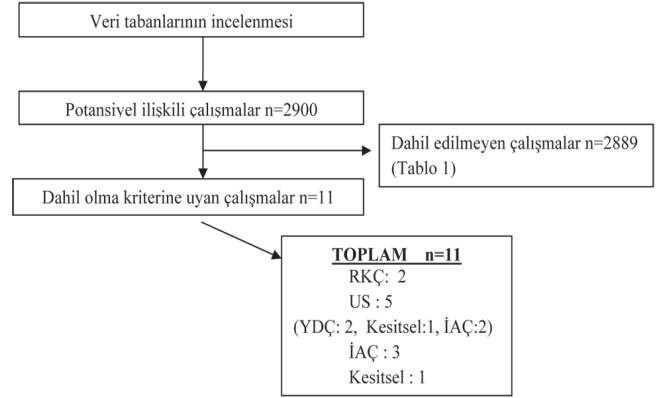 Veri tabanlarının incelenmesi
Potansiyel ilişkili çalışmalar n=2900
Dahil edilmeyen çalışmalar n=2889
(Tablo 1)
Dahil olma kriterine uyan çalışmalar n=11
TOPLAM n=11
RKÇ: 2
US : 5
(YDÇ: 2, Kesitsel:1, İAÇ:2)
İAÇ : 3
Kesitsel : 1